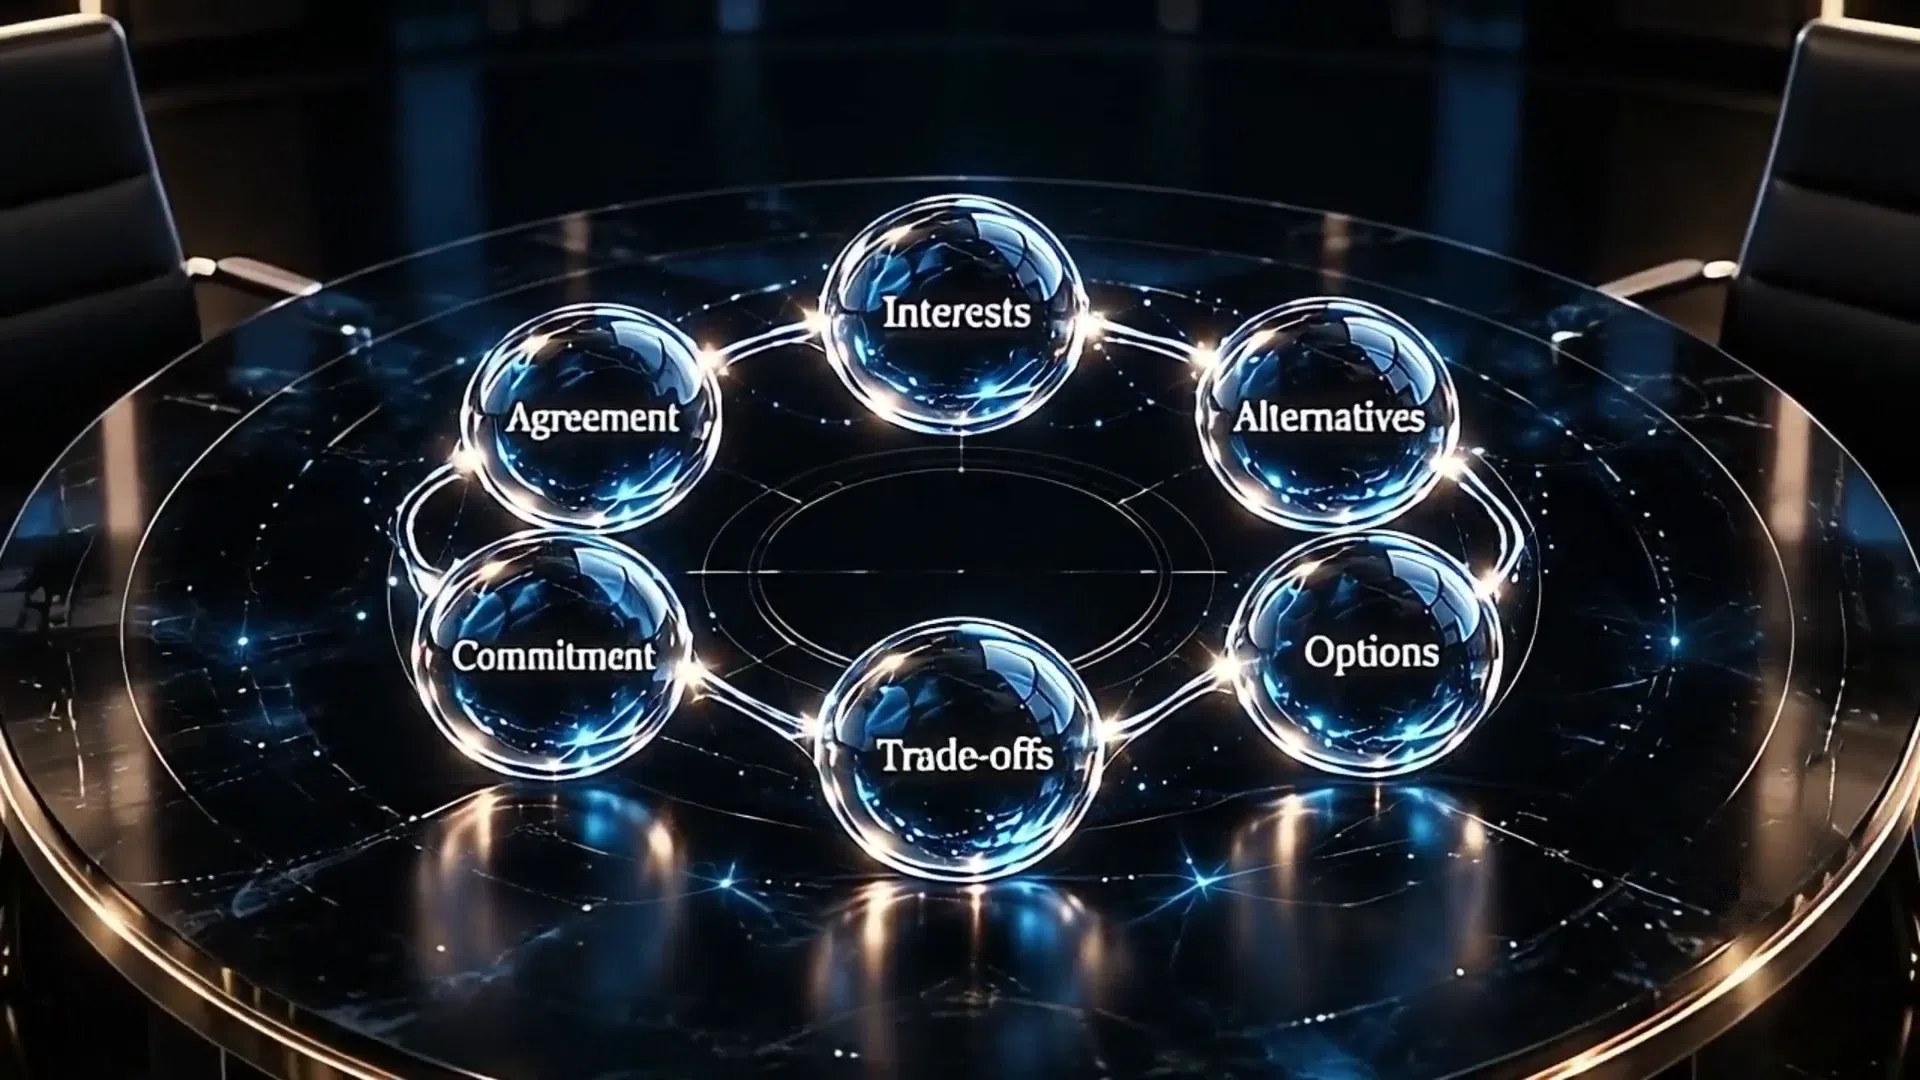 Interests
Agreement
Alternatives
Commitment
Options
Trade-offs